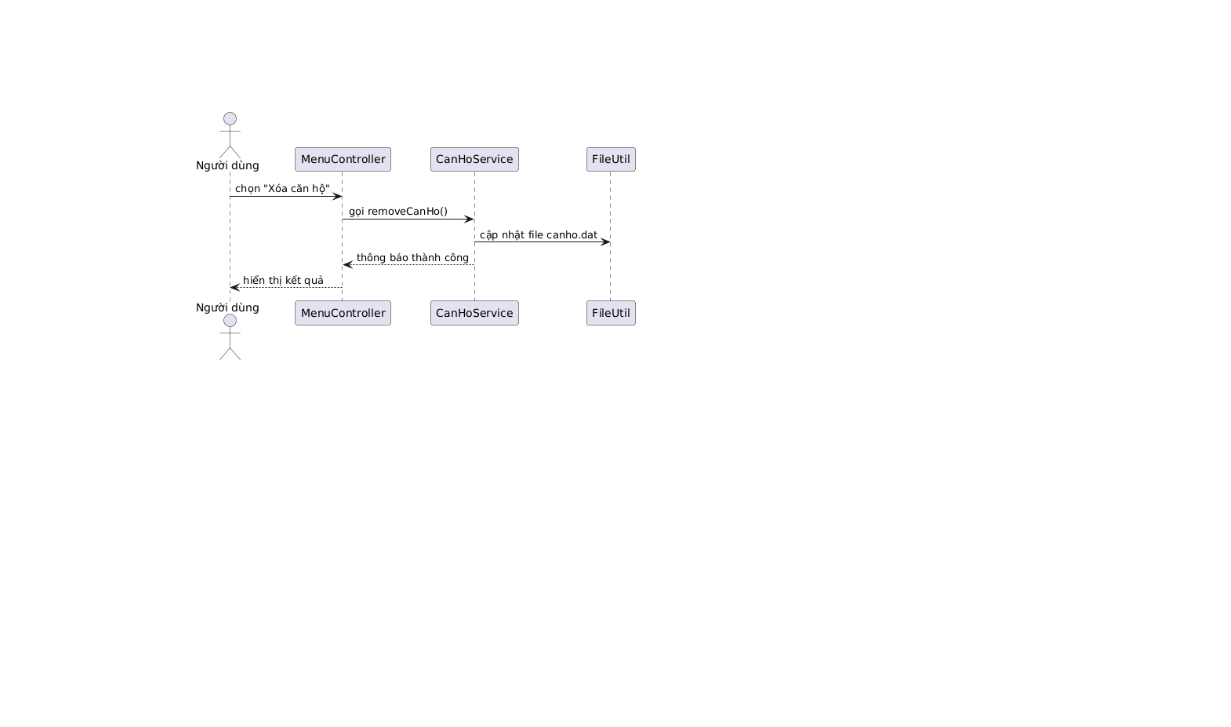 Người dùng
MenuController
CanHoService
FileUtil
chọn "Xóa căn hộ"
gọi removeCanHo()
cập nhật file canho.dat
thông báo thành công
hiển thị kết quả
Người dùng
MenuController
CanHoService
FileUtil